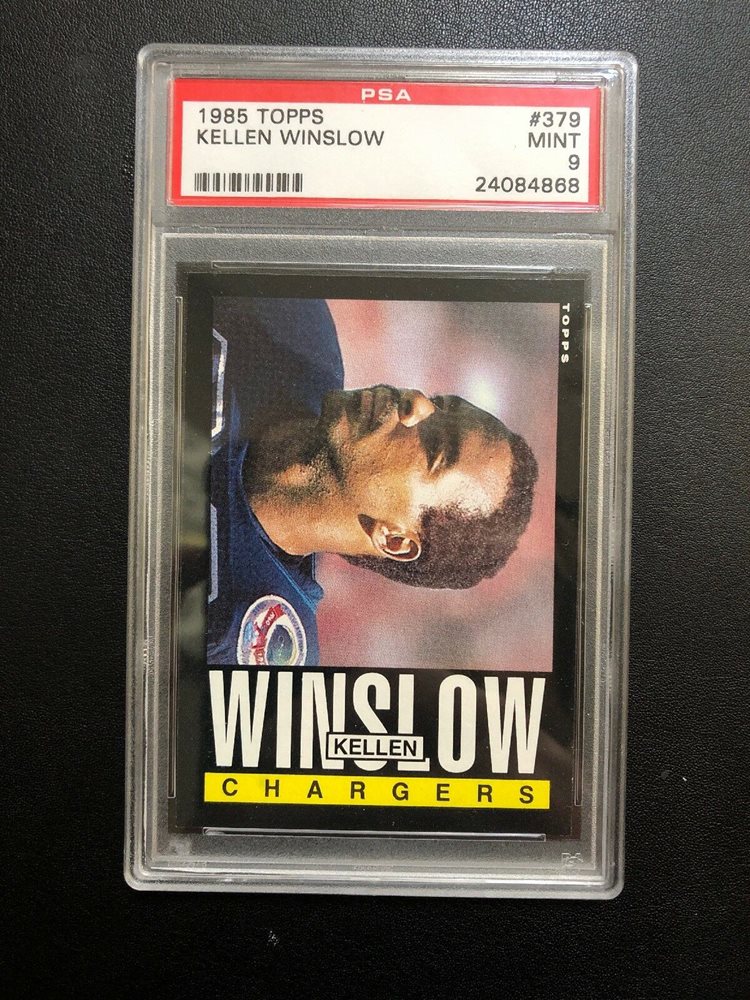 PSA
1985 TOPPS #379
KELLEN WINSLOW MINT
9
24084868
TOPPS
WINSLOW
KELLEN
CHARGERS